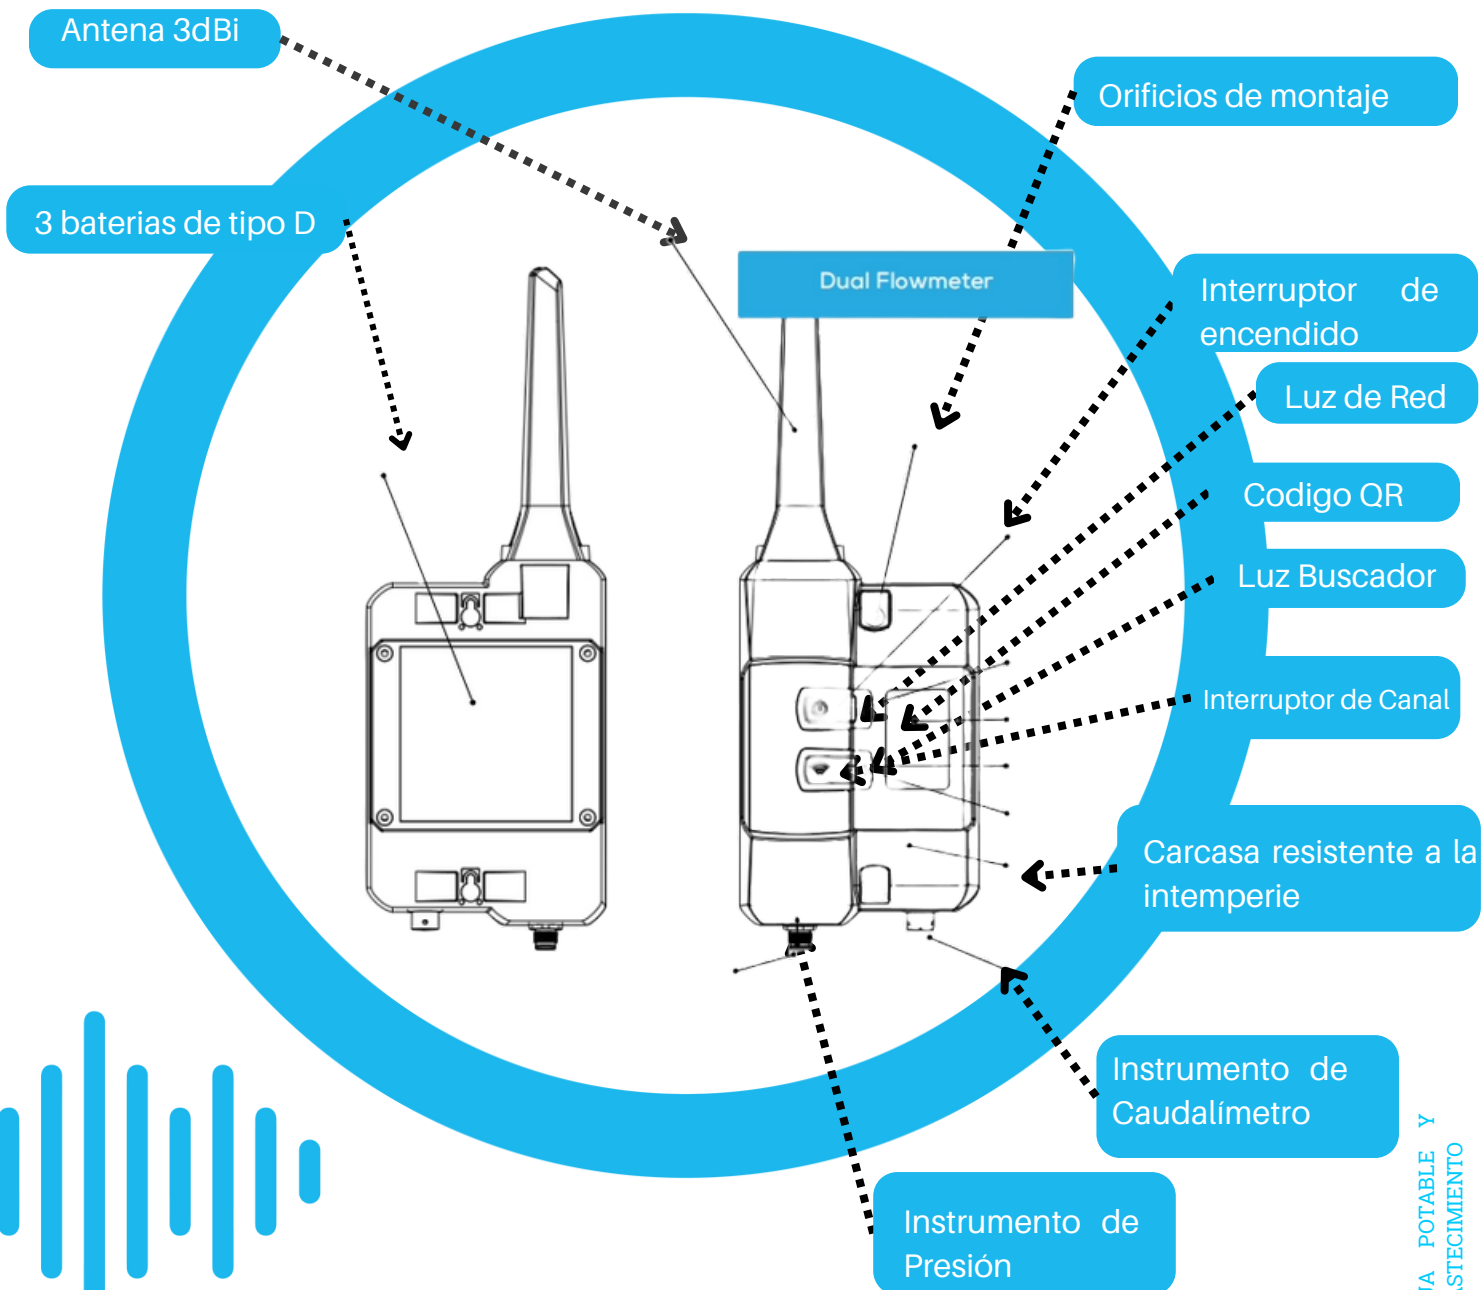 Antena 3dBi
Orificios de montaje
3 baterias de tipo D
Dual Flowmeter
Interruptor de
encendido
Luz de Red
Codigo QR
Luz Buscador
Interruptor de Canal
Carcasa resistente a la
intemperie
Instrumento de
Caudalímetro
Instrumento de
Presión
POTABLE Y